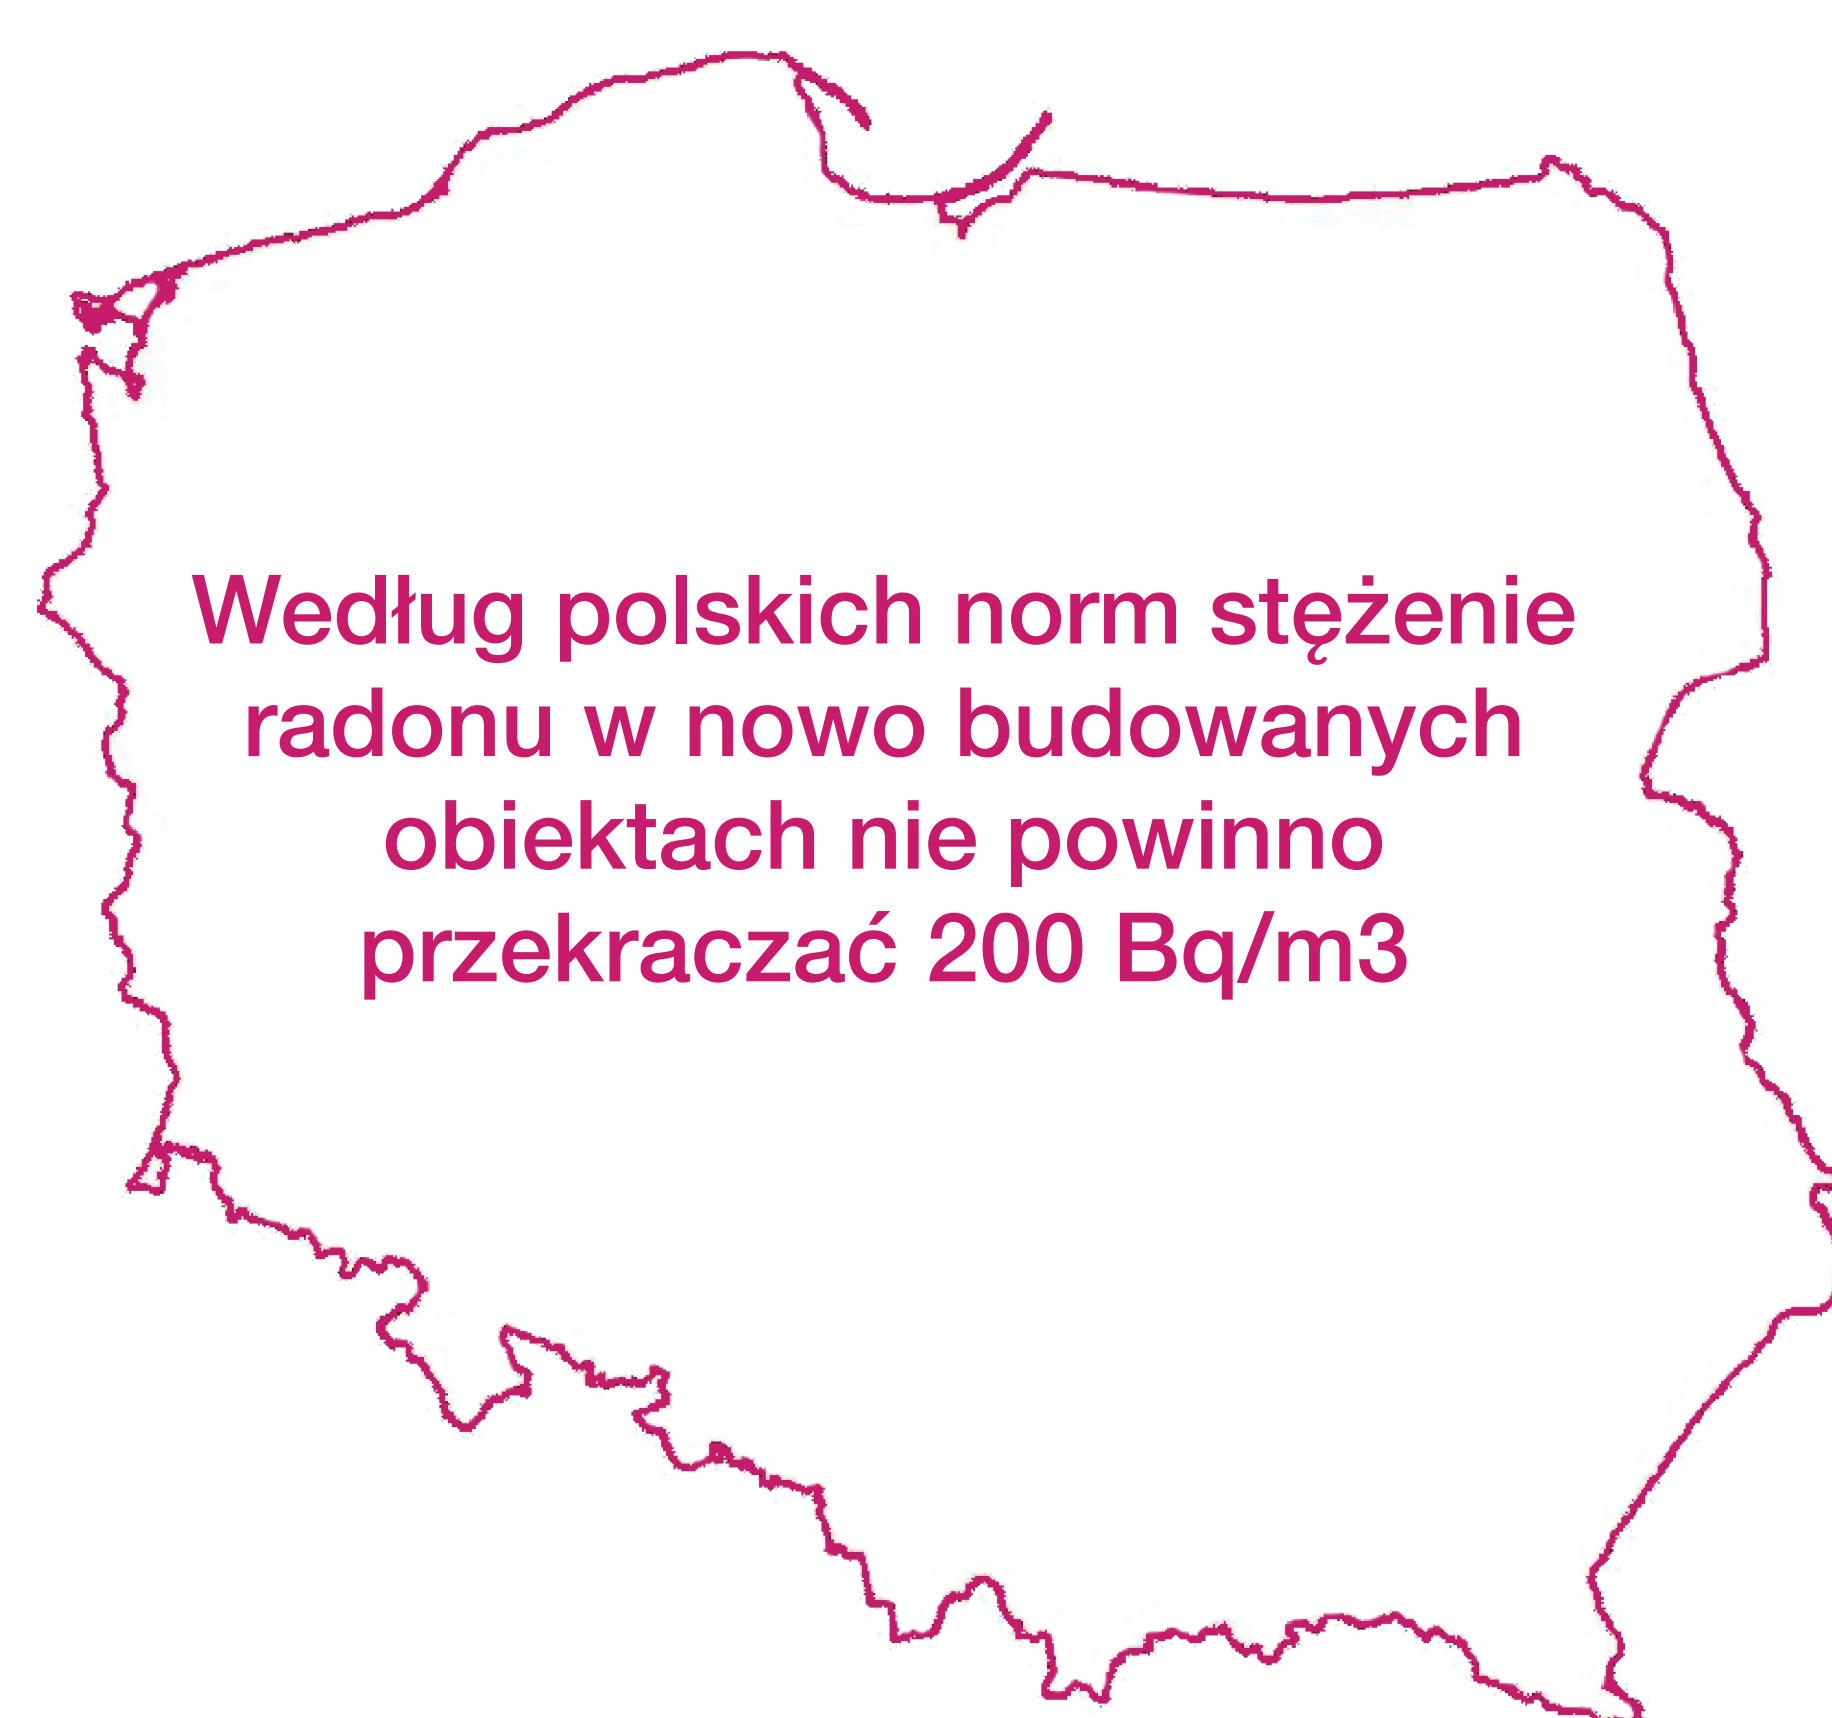 Według polskich norm stężenie
radonu w nowo budowanych
obiektach nie powinno
przekraczać 200 Bq/m3